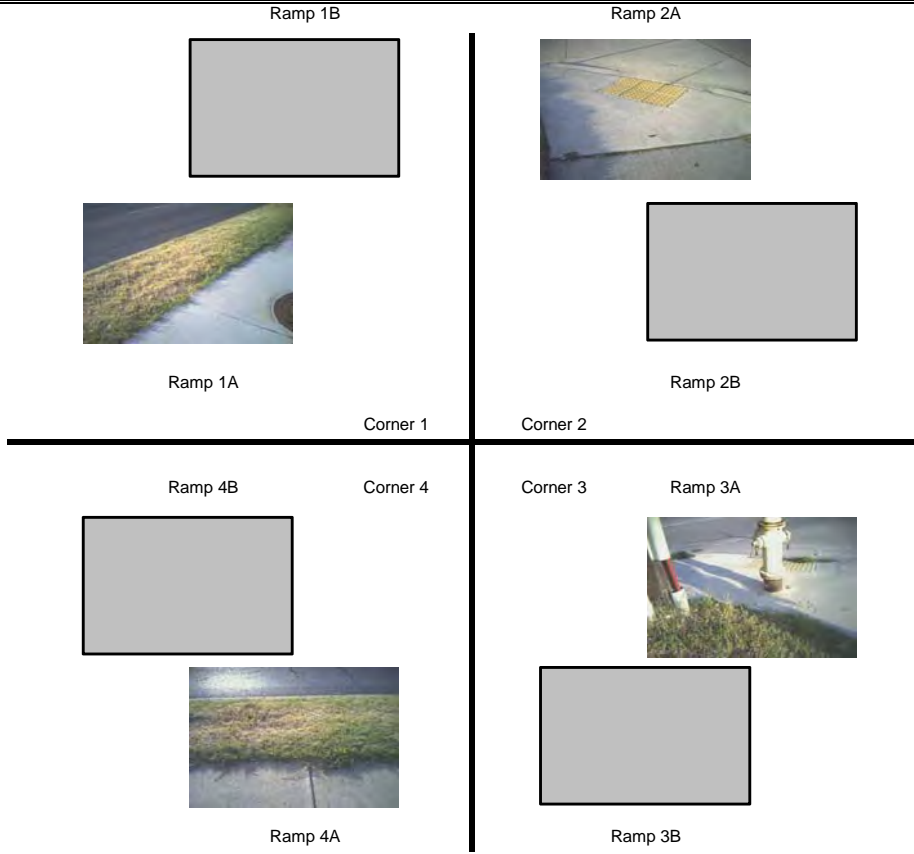 Ramp 1B Ramp 2A
Ramp 1A Ramp 2B
Corner 1 Corner 2
Ramp 4B Corner 4 Corner 3 Ramp 3A
Ramp 4A Ramp 3B